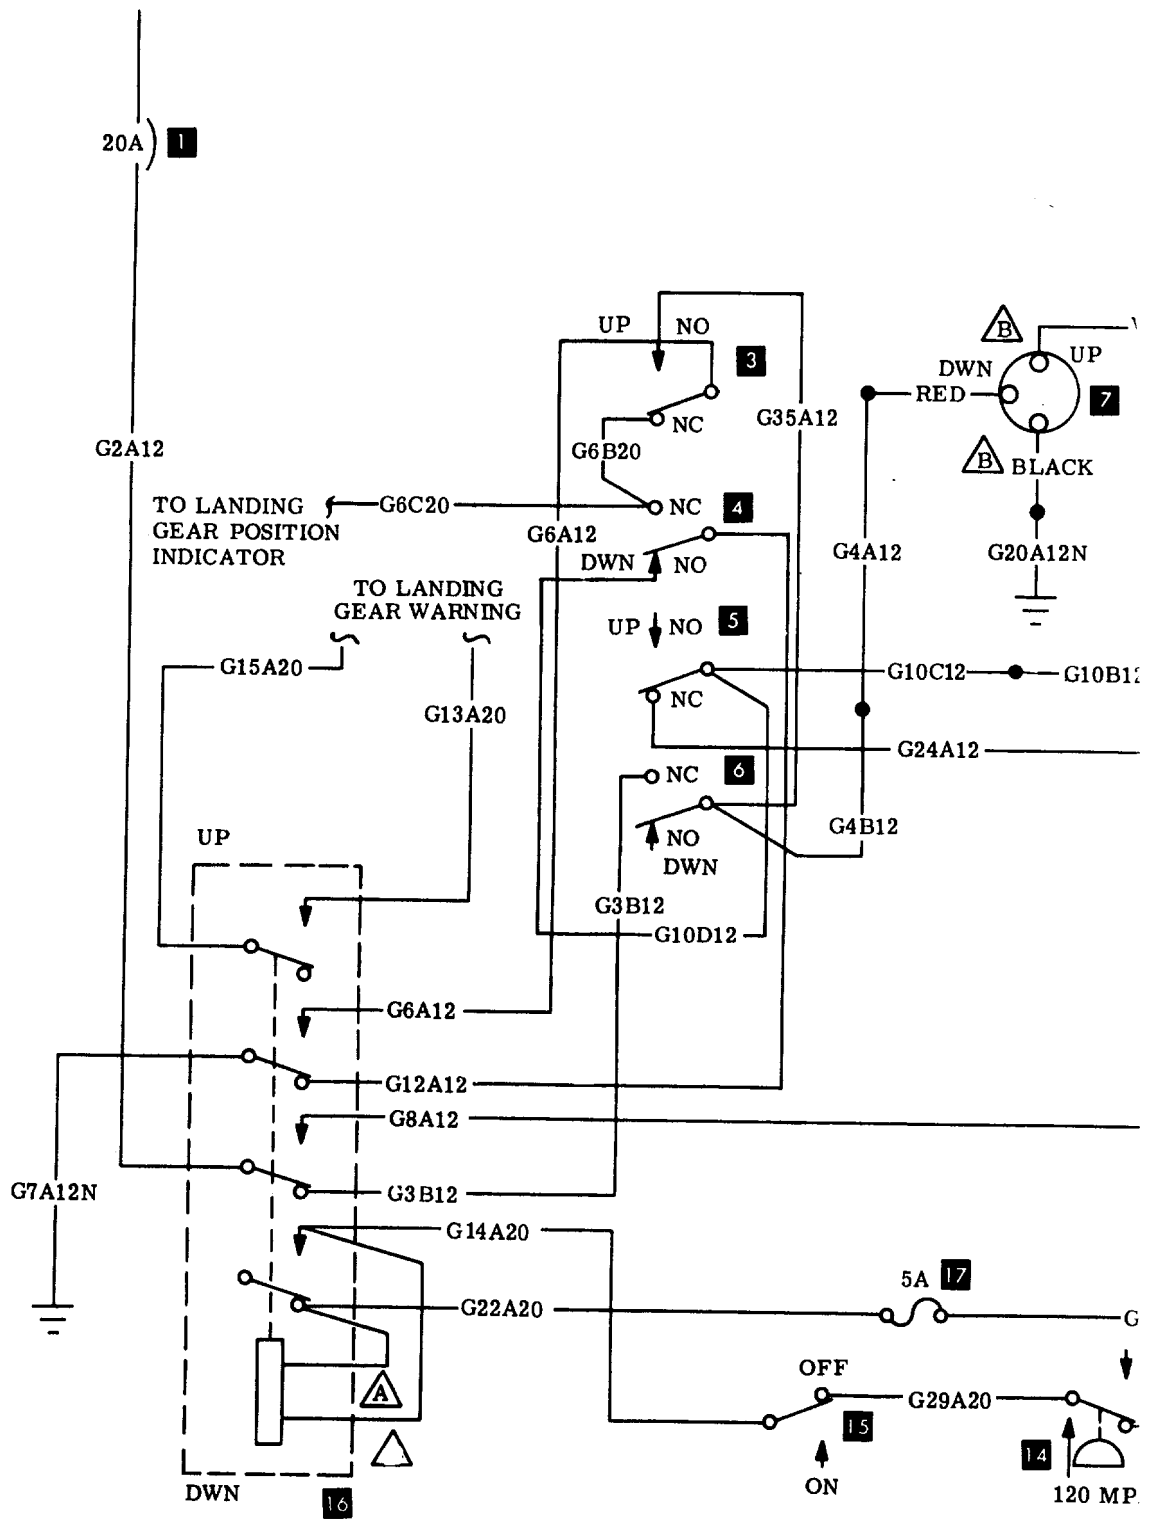 20A
1
G2A12
UP NO
3
NC
G35A12
G6B20
TO LANDING
GEAR POSITION
INDICATOR
G6C20
NC
4
G6A12
DWN NO
TO LANDING
GEAR WARNING
G15A20
G13A20
UP NO
5
NC
G10C12
G10B12
G24A12
NC
6
NO
DWN
G4B12
G3B12
G10D12
B
UP
DWN
RED
7
B
BLACK
G4A12
G20A12N
UP
G6A12
G12A12
G8A12
G7A12N
G3B12
G14A20
G22A20
5A
17
G
OFF
G29A20
15
ON
14
120 MP
A
DWN
16